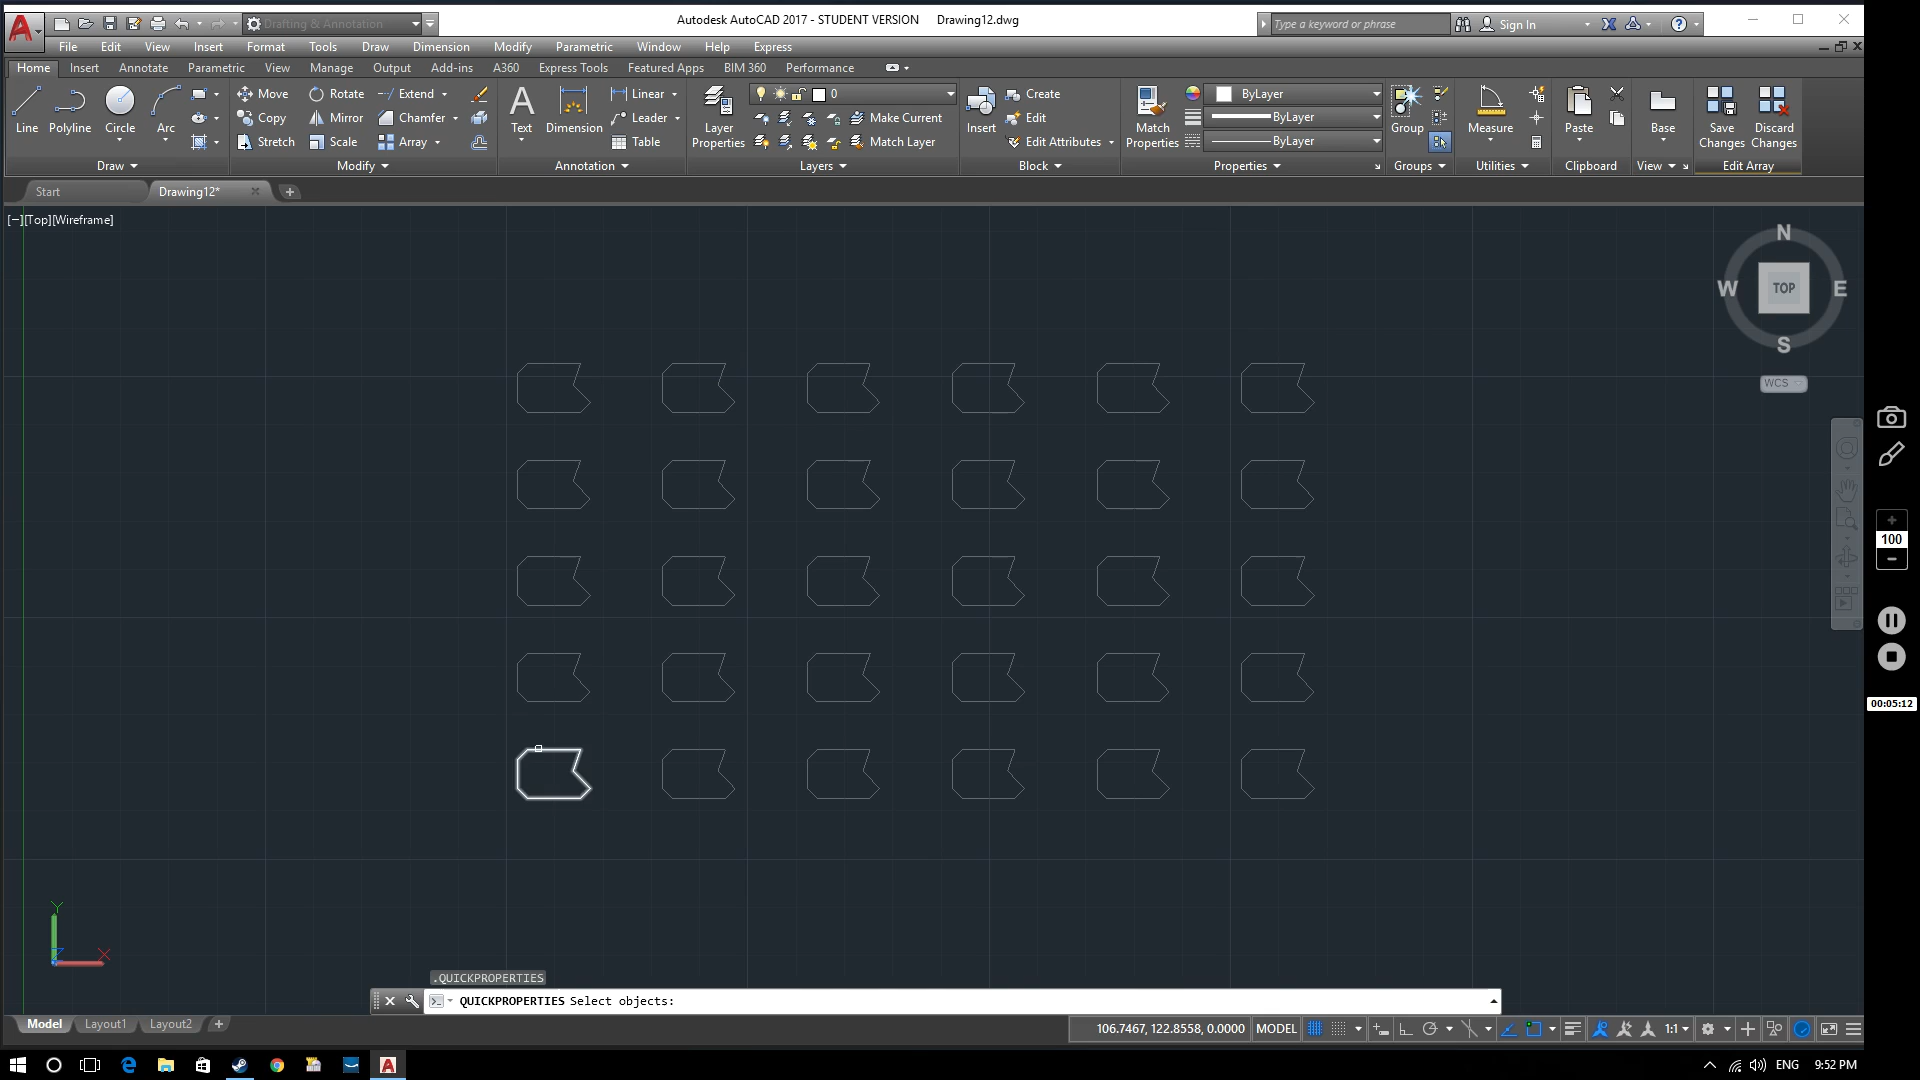 Drafting & Annotation
Autodesk AutoCAD 2017 - STUDENT VERSION Drawing12.dwg
Type a keyword or phrase
Sign In
File Edit View Insert Format Tools Draw Dimension Modify Parametric Window Help Express
Home Insert Annotate Parametric View Manage Output Add-ins A360 Express Tools Featured Apps BIM 360 Performance
Line Polyline Circle Arc
Draw
Move Rotate Extend
Copy Mirror Chamfer
Stretch Scale Array
Modify
Text Dimension
Linear
Leader
Table
Annotation
Layer Properties
0
Make Current
Match Layer
Layers
Insert
Create
Edit
Edit Attributes
Block
Match Properties
ByLayer
ByLayer
ByLayer
Properties
Group
Groups
Measure
Utilities
Paste
Clipboard
Base
View
Save Changes
Discard Changes
Edit Array
Start Drawing12*
[−][Top][Wireframe]
N
W TOP E
S
WCS
100
00:05:12
Y
X
Z
.QUICKPROPERTIES
QUICKPROPERTIES Select objects:
Model Layout1 Layout2
106.7467, 122.8558, 0.0000 MODEL 1:1
ENG 9:52 PM